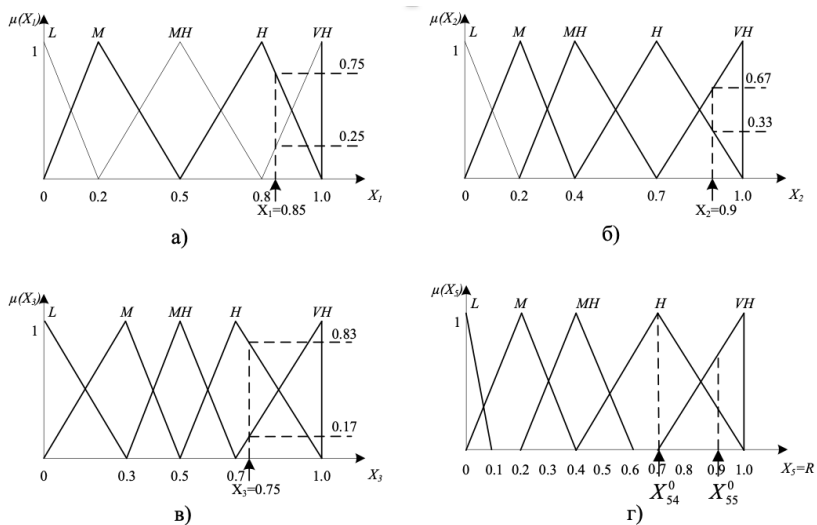 μ(X₁) L M MH H VH
1
0.75
0.25
0 0.2 0.5 0.8 1.0 X₁
X₁=0.85
а)
μ(X₂) L M MH H VH
1
0.67
0.33
0 0.2 0.4 0.7 1.0 X₂
X₂=0.9
б)
μ(X₃) L M MH H VH
1
0.83
0.17
0 0.3 0.5 0.7 1.0 X₃
X₃=0.75
в)
μ(X₅) L M MH H VH
1
0 0.1 0.2 0.3 0.4 0.5 0.6 0.7 0.8 0.9 1.0 X₅=R
X⁰₅₄ X⁰₅₅
г)